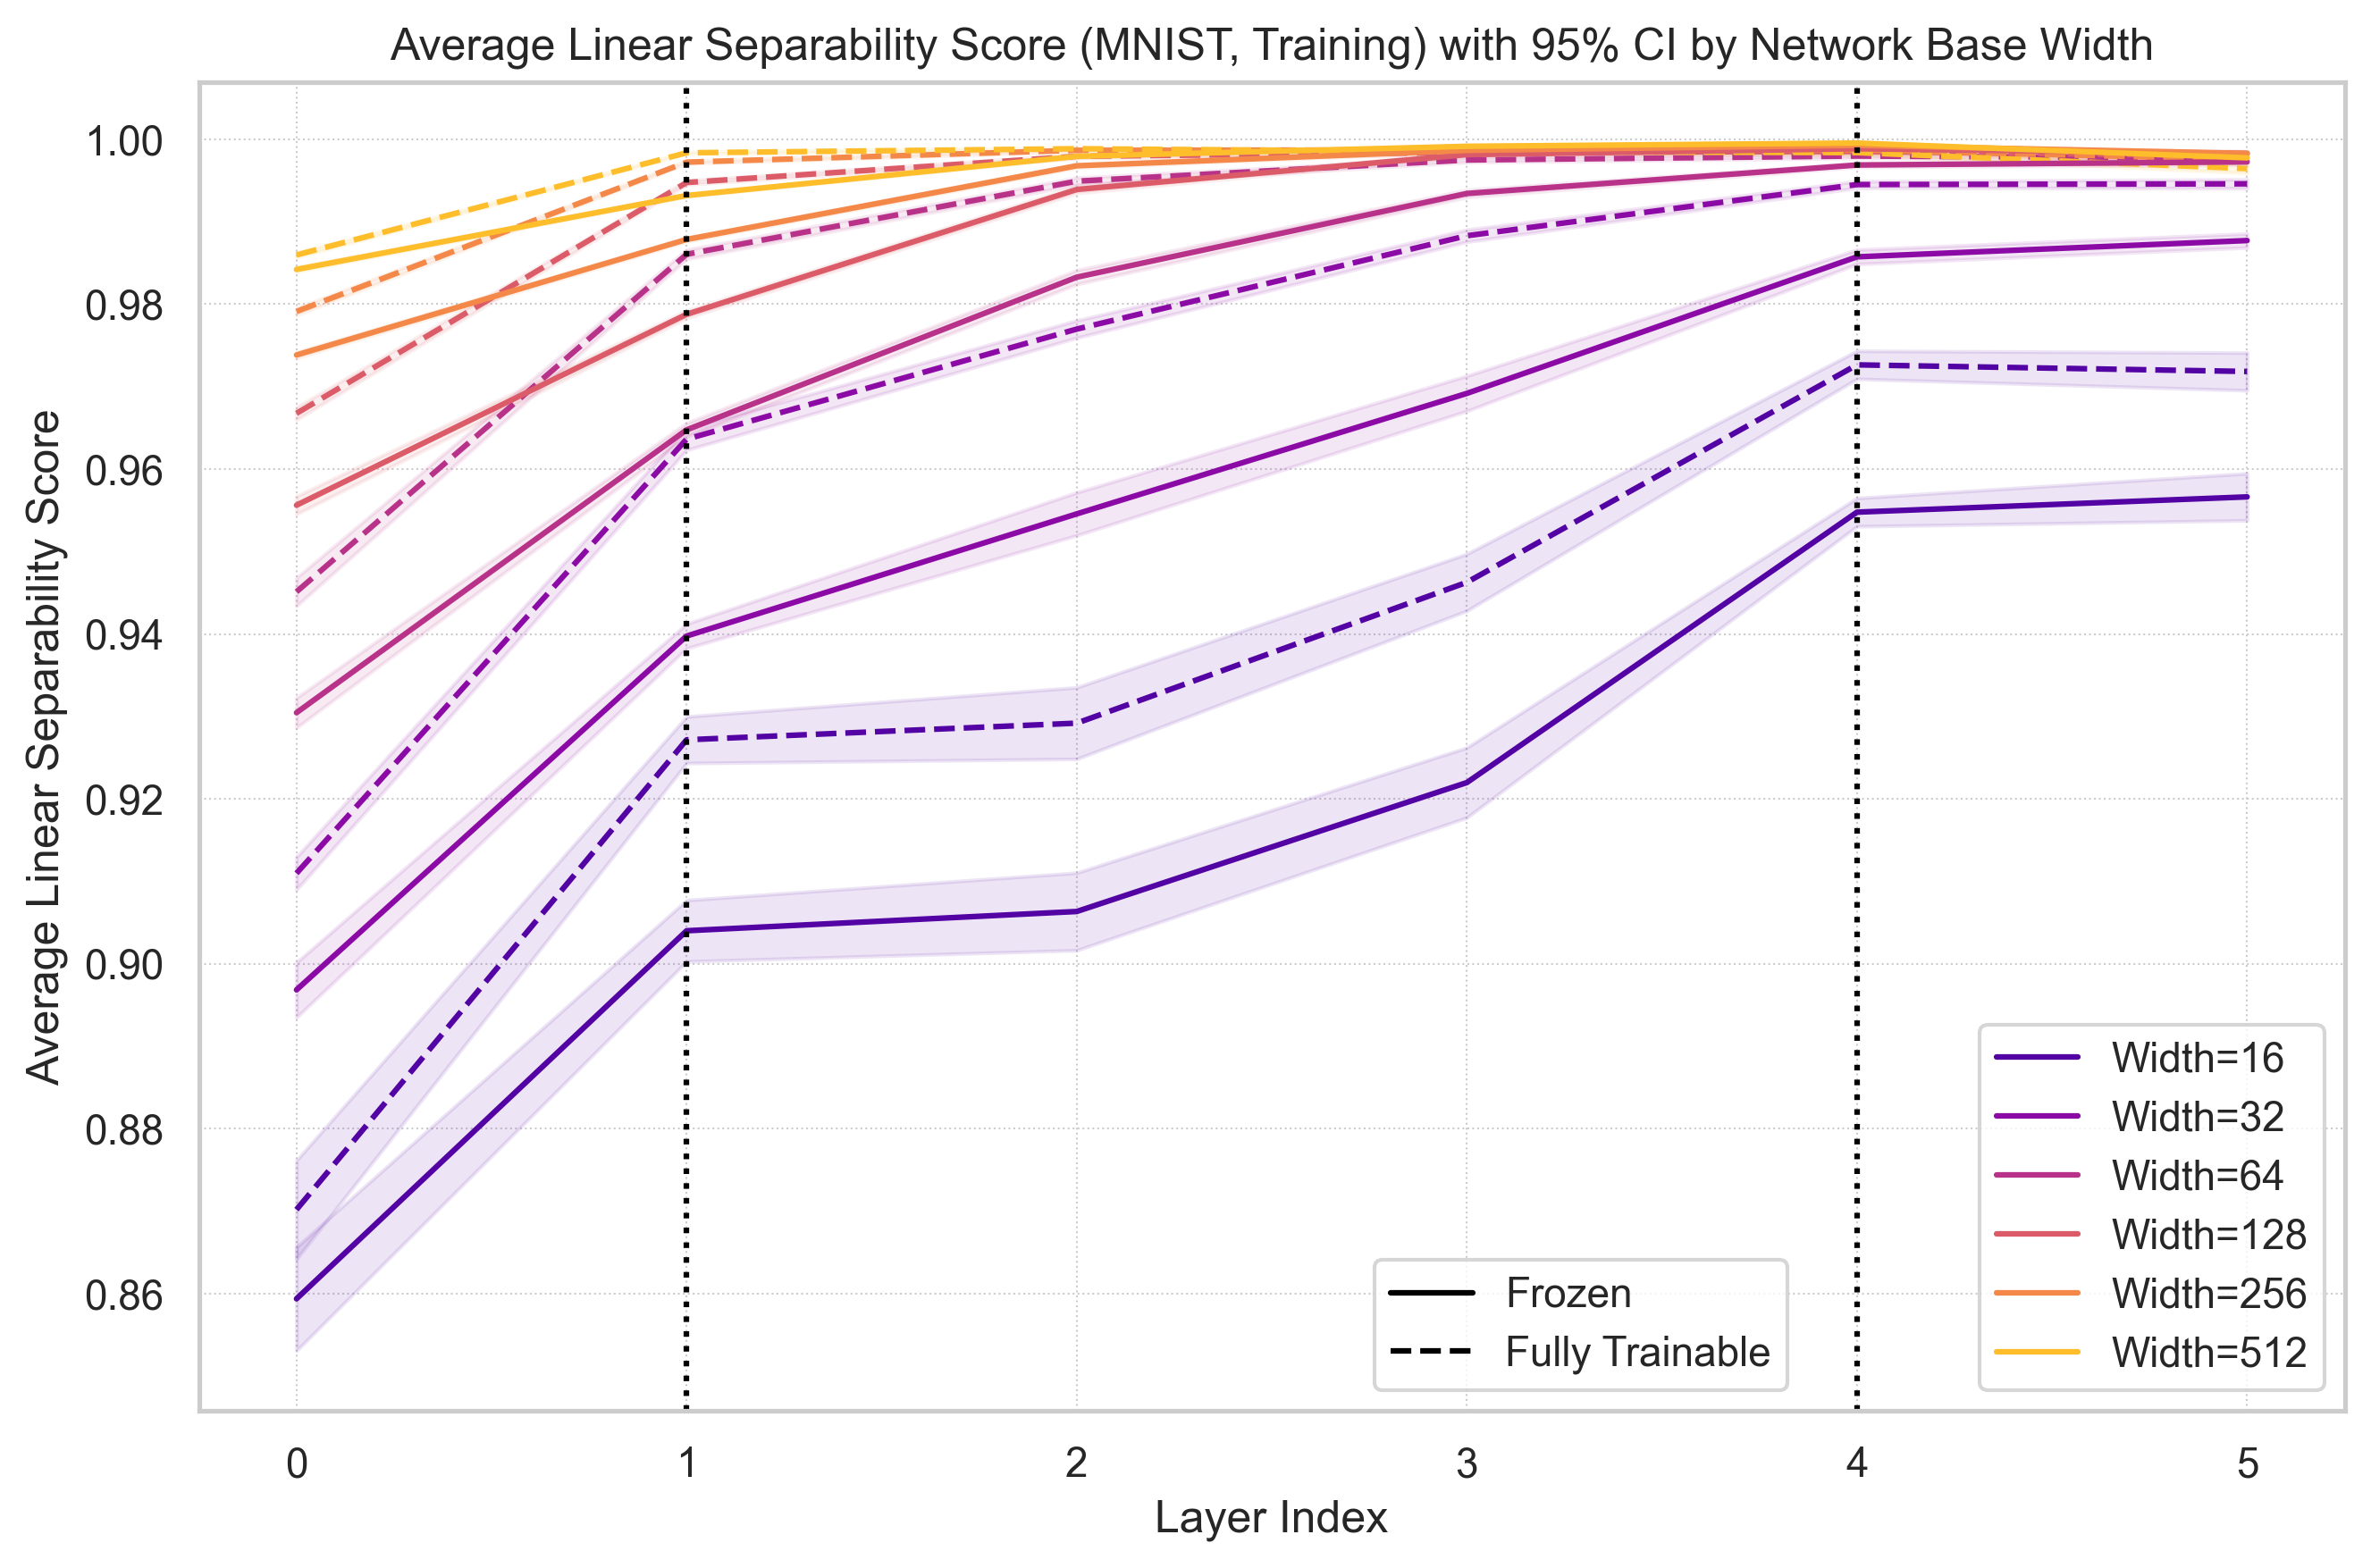 Average Linear Separability Score (MNIST, Training) with 95% CI by Network Base Width
Average Linear Separability Score
1.00
0.98
0.96
0.94
0.92
0.90
0.88
0.86
Frozen
Fully Trainable
Width=16
Width=32
Width=64
Width=128
Width=256
Width=512
0 1 2 3 4 5
Layer Index